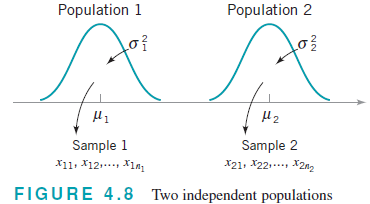 Population 1 Population 2
σ²₁ σ²₂
μ₁ μ₂
Sample 1 Sample 2
x₁₁, x₁₂,..., x₁ₙ₁ x₂₁, x₂₂,..., x₂ₙ₂
FIGURE 4.8 Two independent populations